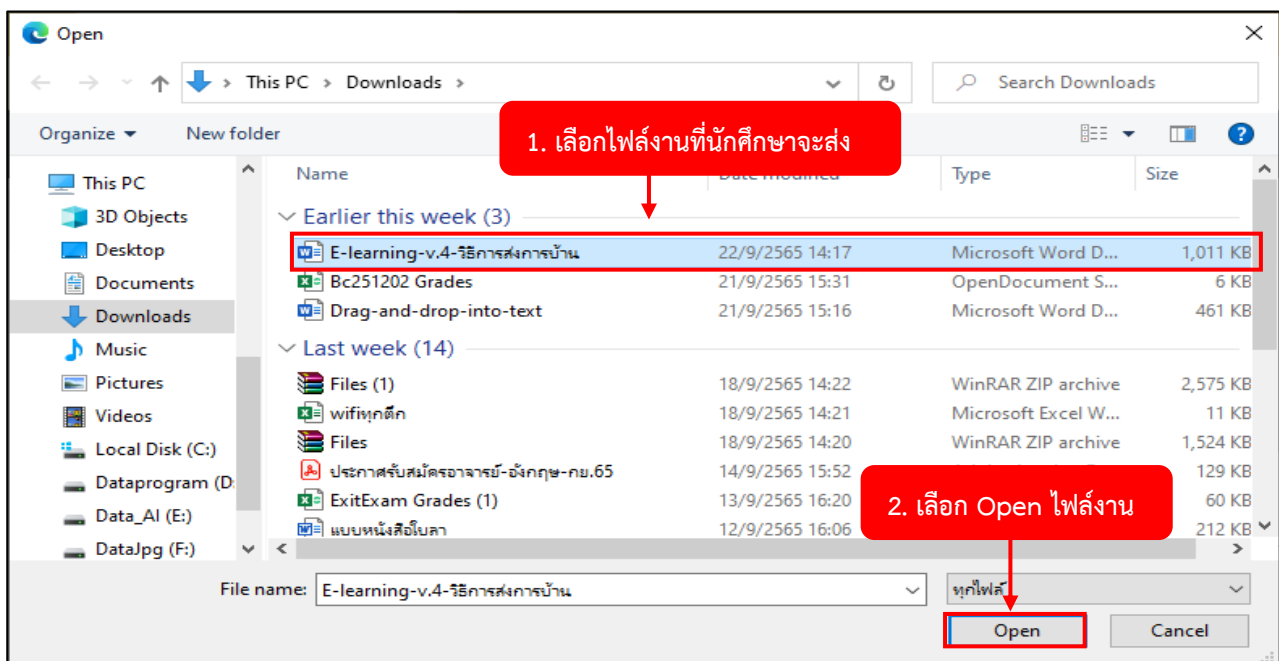 Open
This PC > Downloads >
Search Downloads
Organize
New folder
1. เลือกไฟล์งานที่นักศึกษาจะส่ง
Name Date modified Type Size
This PC
3D Objects
Desktop
Documents
Downloads
Music
Pictures
Videos
Local Disk (C:)
Dataprogram (D:
Data_AI (E:)
DataJpg (F:)
Earlier this week (3)
E-learning-v.4-วิธีการส่งการบ้าน 22/9/2565 14:17 Microsoft Word D... 1,011 KB
Bc251202 Grades 21/9/2565 15:31 OpenDocument S... 6 KB
Drag-and-drop-into-text 21/9/2565 15:16 Microsoft Word D... 461 KB
Last week (14)
Files (1) 18/9/2565 14:22 WinRAR ZIP archive 2,575 KB
wifiทุกตึก 18/9/2565 14:21 Microsoft Excel W... 11 KB
Files 18/9/2565 14:20 WinRAR ZIP archive 1,524 KB
ประกาศรับสมัครอาจารย์-อังกฤษ-กย.65 14/9/2565 15:52 129 KB
ExitExam Grades (1) 13/9/2565 16:20 60 KB
แบบหนังสือโบลา 12/9/2565 16:06 212 KB
2. เลือก Open ไฟล์งาน
File name: E-learning-v.4-วิธีการส่งการบ้าน ทุกไฟล์
Open Cancel